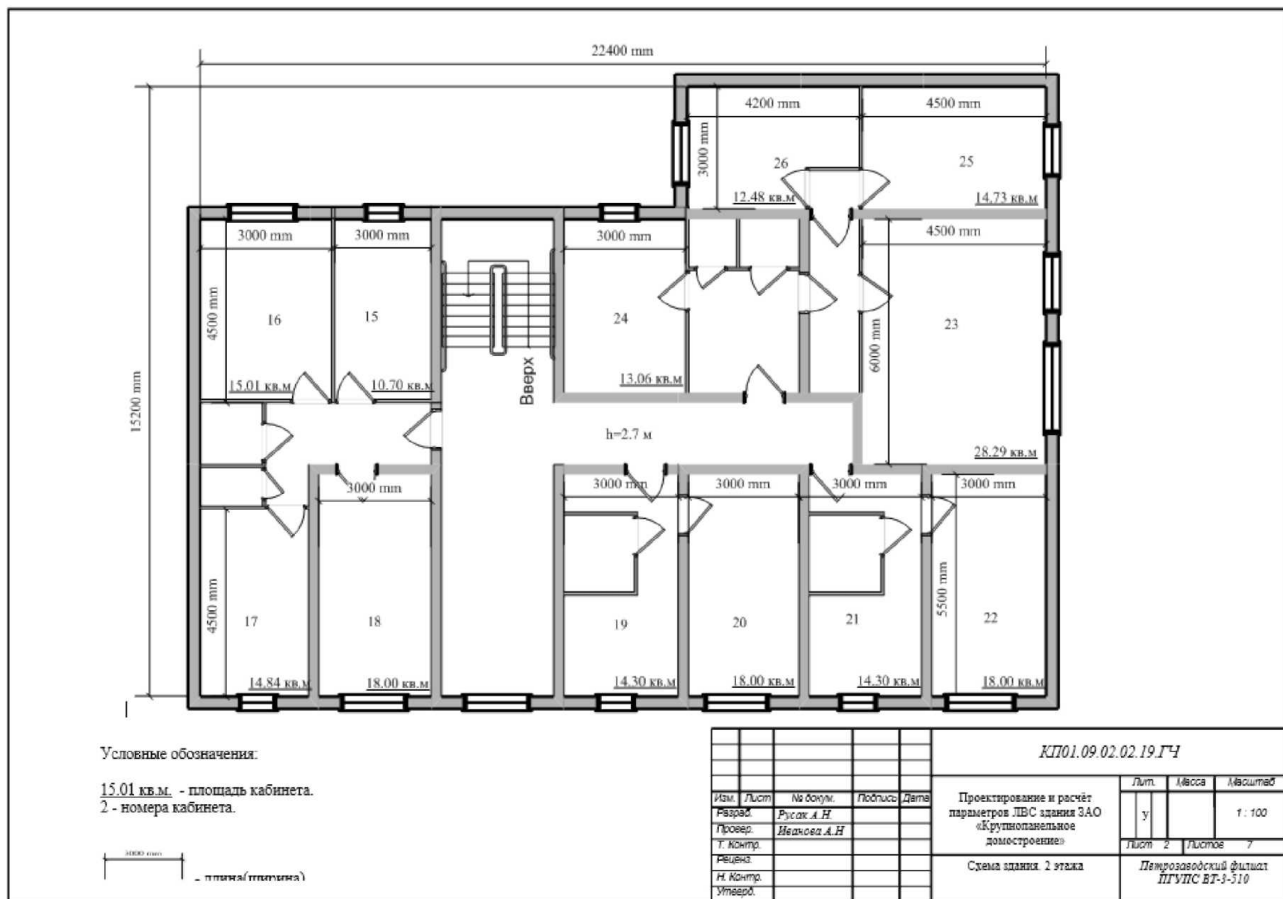 22400 mm
4200 mm
4500 mm
3000 mm
26
25
12.48 кв.м
14.73 кв.м
3000 mm
3000 mm
3000 mm
4500 mm
4500 mm
16
15
24
23
6000 mm
15.01 кв.м
10.70 кв.м
Вверх
13.06 кв.м
15200 mm
h=2.7 м
28.29 кв.м
3000 mm
3000 mm
3000 mm
3000 mm
3000 mm
4500 mm
5500 mm
17
18
19
20
21
22
14.84 кв.м
18.00 кв.м
14.30 кв.м
18.00 кв.м
14.30 кв.м
18.00 кв.м
Условные обозначения:
15.01 кв.м. - площадь кабинета.
2 - номера кабинета.
3000 mm
- длина(ширина)
КП01.09.02.02.19.ГЧ
Изм. Лист № докум. Подпись Дата
Разраб. Русак А.Н.
Провер. Иванова А.Н
Т. Контр.
Реценз.
Н. Контр.
Утверд.
Проектирование и расчёт
параметров ЛВС здания ЗАО
«Крупнопанельное
домостроение»
Схема здания. 2 этажа
Лит. Масса Масштаб
у 1 : 100
Лист 2 Листов 7
Петрозаводский филиал
ПГУПС ВТ-3-510